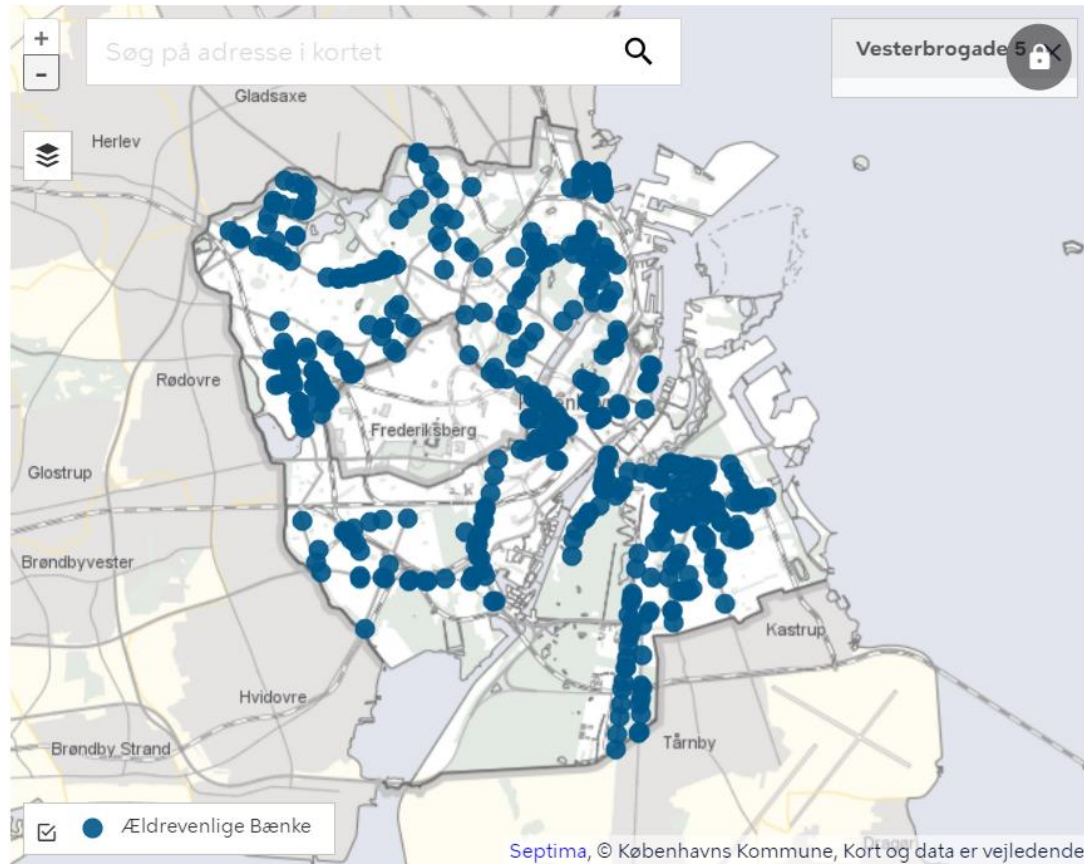 +
Søg på adresse i kortet
Vesterbrogade 5
-
Gladsaxe
Herlev
Rødovre
Frederiksberg
Glostrup
Brøndbyvester
Kastrup
Hvidovre
Tårnby
Brøndby Strand
Ældrevenlige Bænke
Dragør
Septima, © Københavns Kommune, Kort og data er vejledende